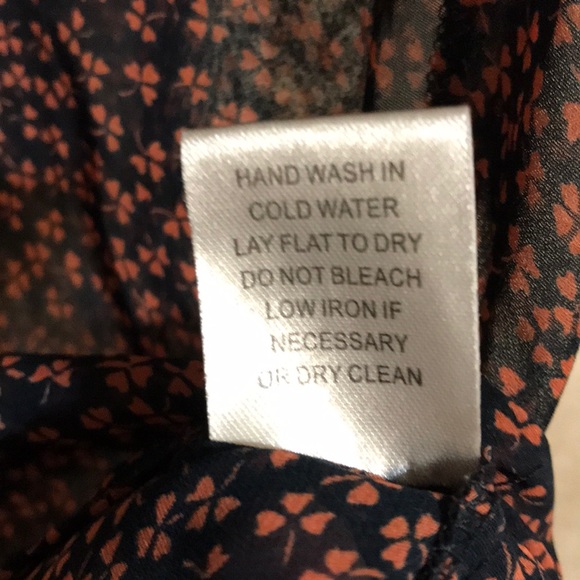 HAND WASH IN
COLD WATER
LAY FLAT TO DRY
DO NOT BLEACH
LOW IRON IF
NECESSARY
OR DRY CLEAN